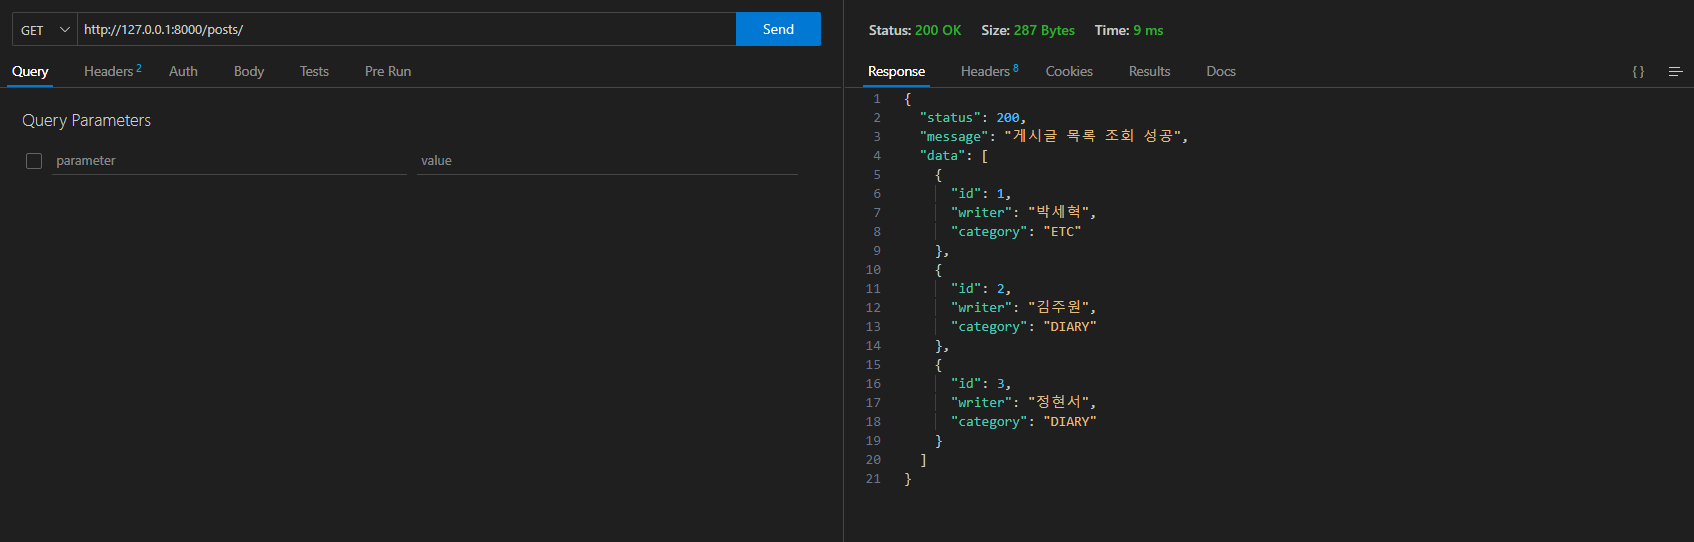 GET http://127.0.0.1:8000/posts/ Send
Query Headers 2 Auth Body Tests Pre Run
Query Parameters
parameter value
Status: 200 OK Size: 287 Bytes Time: 9 ms
Response Headers 8 Cookies Results Docs { }
1 {
2 "status": 200,
3 "message": "게시글 목록 조회 성공",
4 "data": [
5 {
6 "id": 1,
7 "writer": "박세혁",
8 "category": "ETC"
9 },
10 {
11 "id": 2,
12 "writer": "김주원",
13 "category": "DIARY"
14 },
15 {
16 "id": 3,
17 "writer": "정현서",
18 "category": "DIARY"
19 }
20 ]
21 }